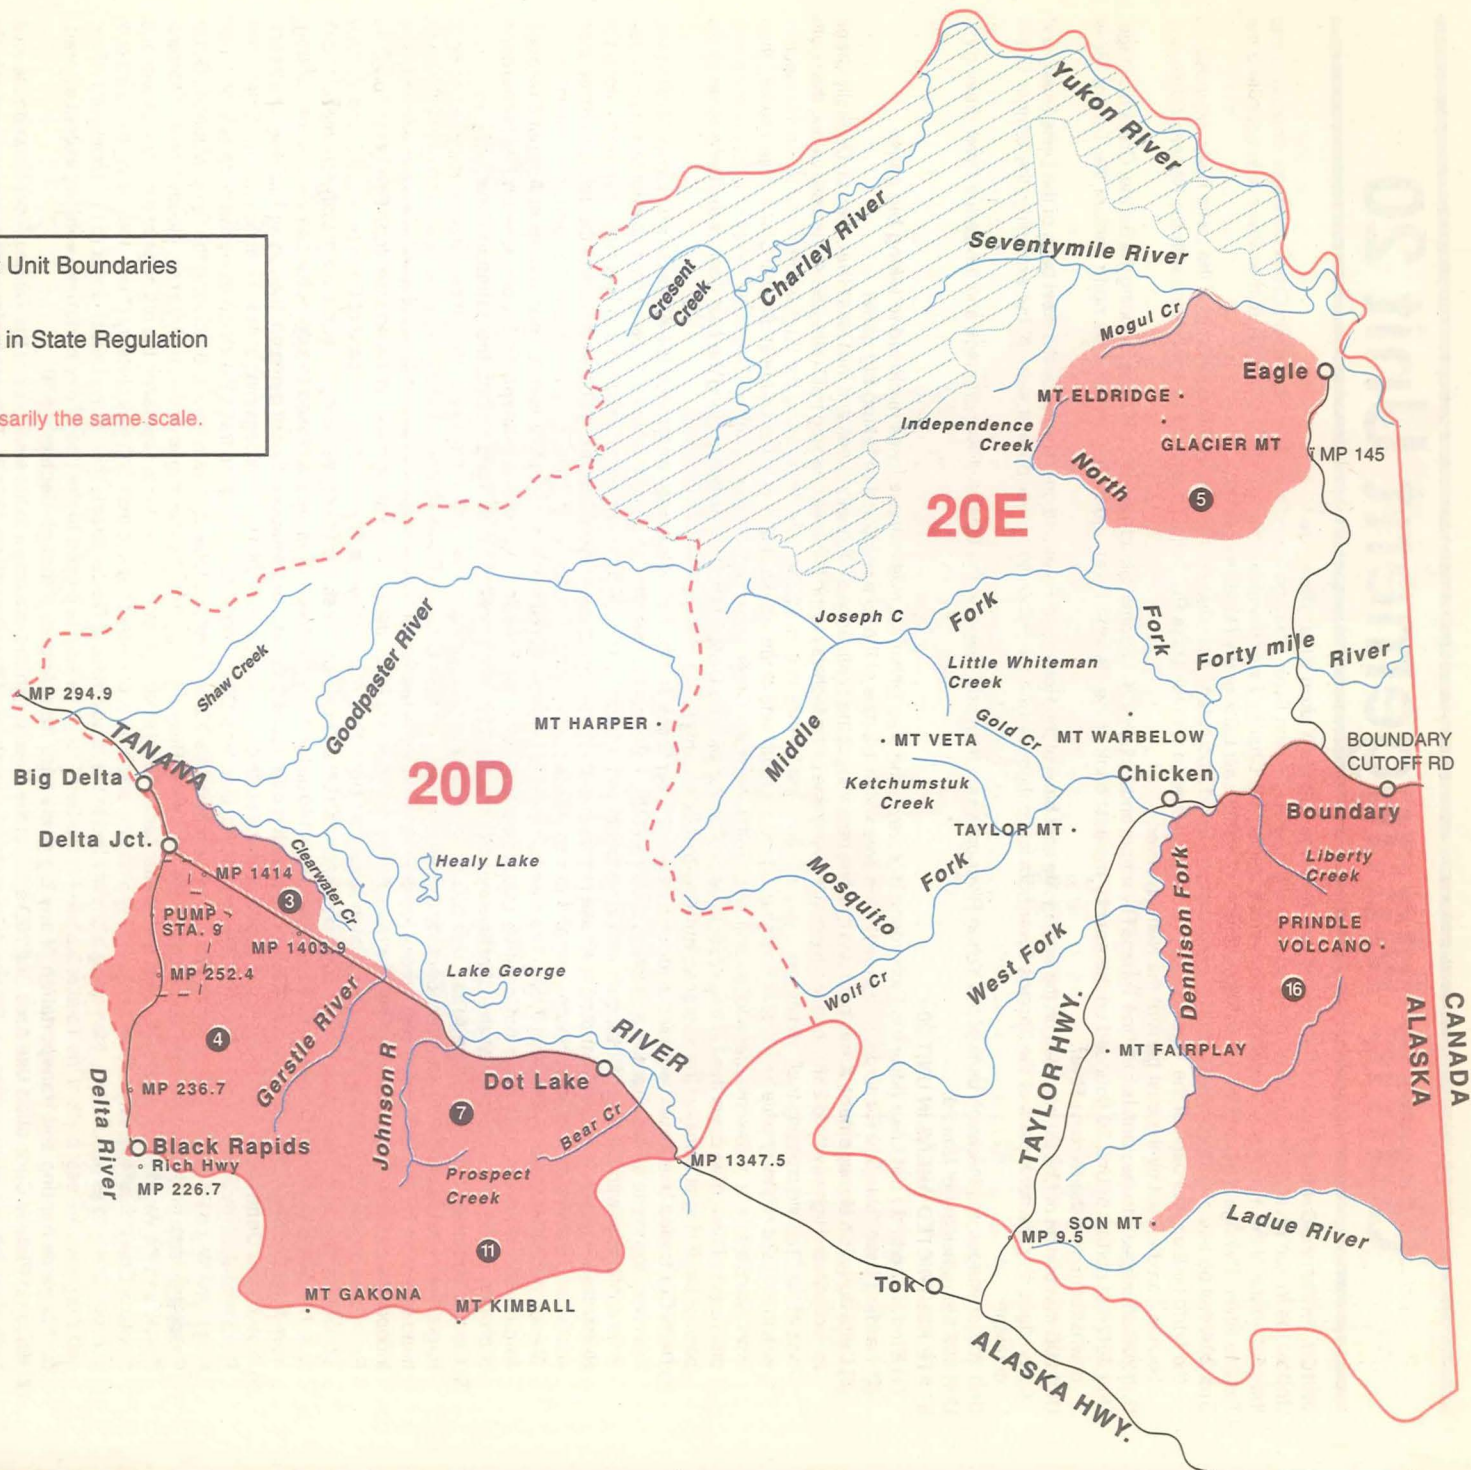 Unit Boundaries
in State Regulation
sarily the same scale.
Yukon River
Charley River
Cresent
Creek
Seventymile River
Mogul Cr
Eagle
MT ELDRIDGE
Independence
Creek
GLACIER MT
MP 145
North
5
20E
Joseph C
Fork
Fork
Forty mile
River
Little Whiteman
Creek
Shaw Creek
Goodpaster River
MP 294.9
MT HARPER
Middle
MT VETA
Gold Cr
MT WARBELOW
BOUNDARY
CUTOFF RD
TANANA
Big Delta
20D
Ketchumstuk
Creek
Chicken
Boundary
Delta Jct.
TAYLOR MT
Healy Lake
Clearwater Cr
MP 1414
3
Mosquito
Fork
Dennison Fork
Liberty
Creek
PUMP
STA. 9
MP 1403.9
PRINDLE
VOLCANO
MP 252.4
Lake George
Wolf Cr
West Fork
16
4
Gerstle River
RIVER
TAYLOR HWY.
CANADA
ALASKA
Johnson R
Dot Lake
MT FAIRPLAY
Delta River
MP 236.7
7
Bear Cr
Black Rapids
Rich Hwy
MP 226.7
Prospect
Creek
MP 1347.5
11
SON MT
Ladue River
MP 9.5
MT GAKONA
MT KIMBALL
Tok
ALASKA HWY.